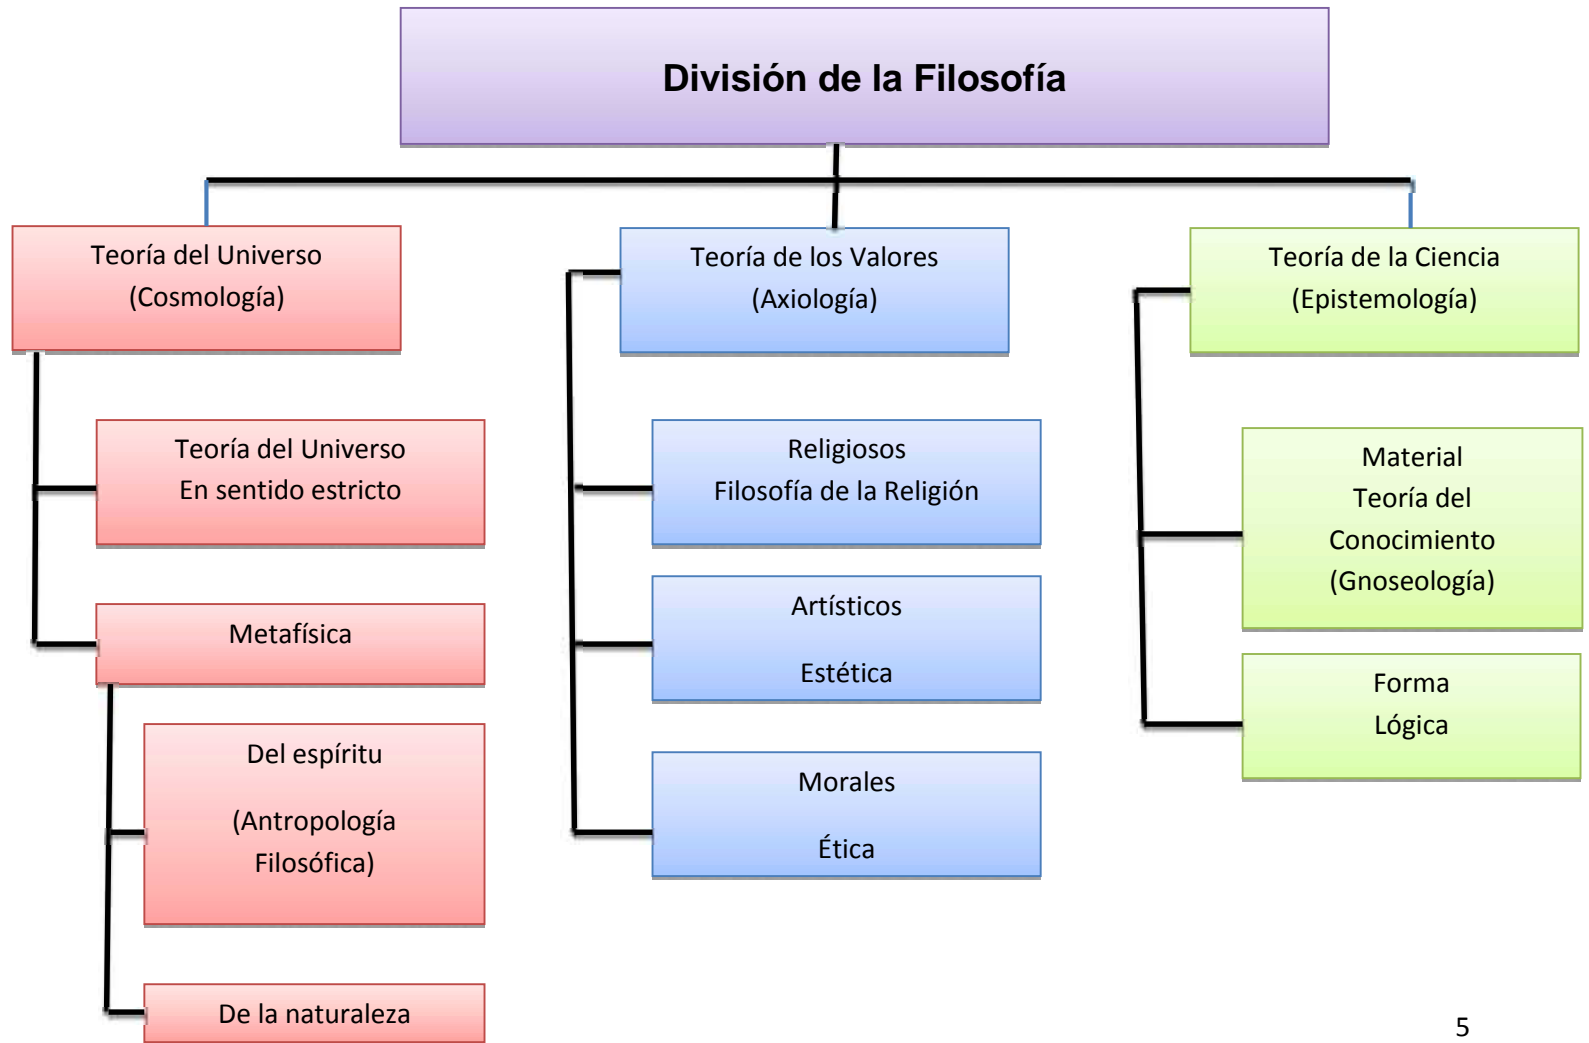 División de la Filosofía
Teoría del Universo
(Cosmología)
Teoría del Universo
En sentido estricto
Metafísica
Del espíritu
(Antropología
Filosófica)
De la naturaleza
Teoría de los Valores
(Axiología)
Religiosos
Filosofía de la Religión
Artísticos
Estética
Morales
Ética
Teoría de la Ciencia
(Epistemología)
Material
Teoría del
Conocimiento
(Gnoseología)
Forma
Lógica
5